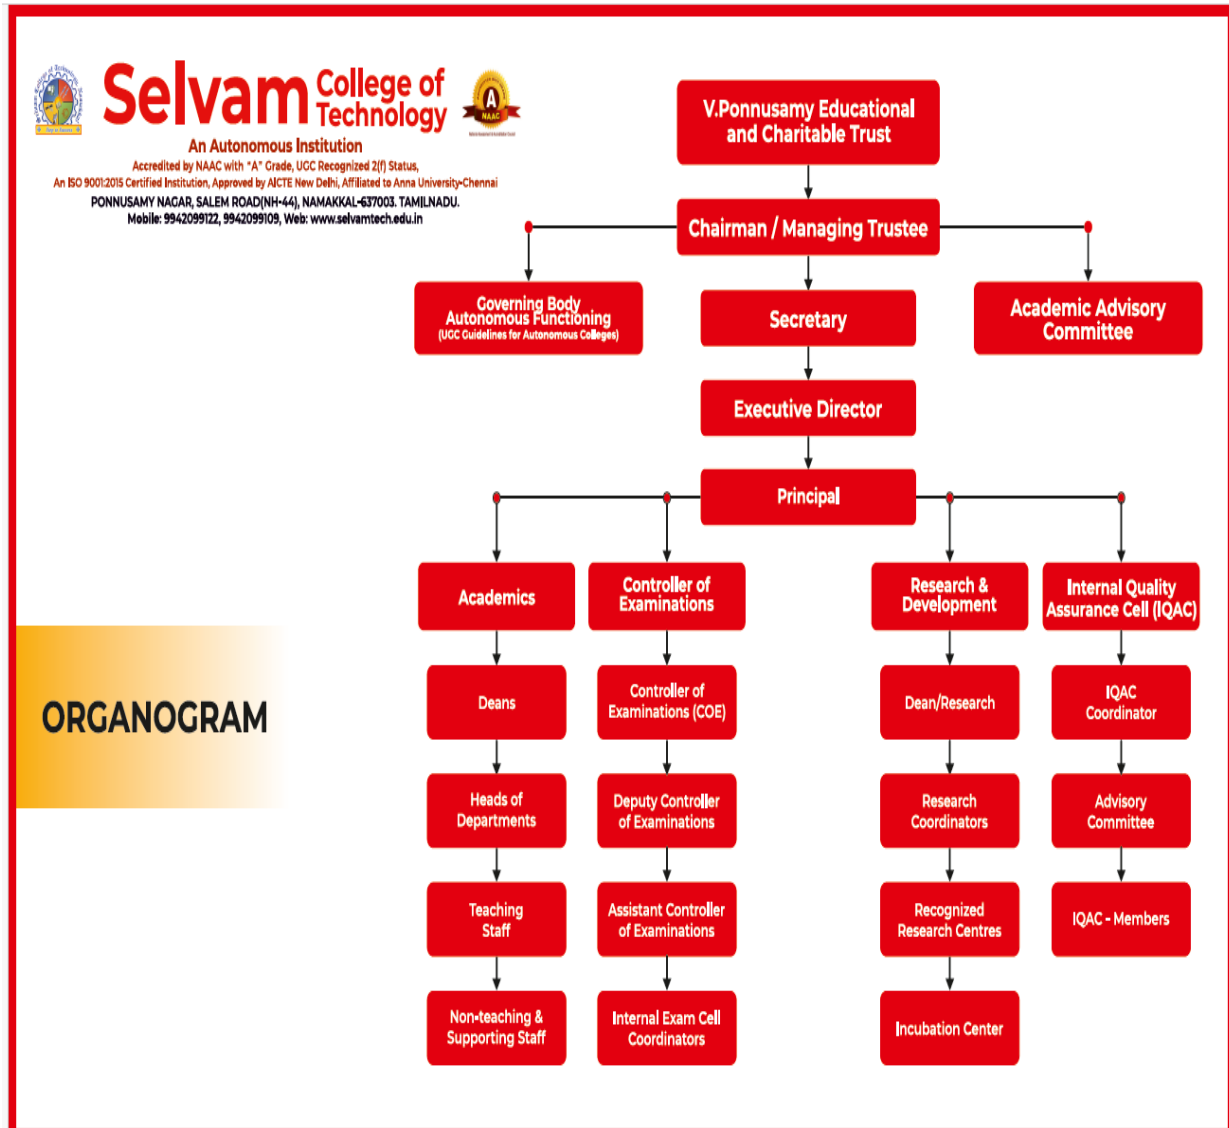 Selvam College of
Technology
A
NAAC
An Autonomous Institution
Accredited by NAAC with "A" Grade, UGC Recognized 2(f) Status,
An ISO 9001:2015 Certified Institution, Approved by AICTE New Delhi, Affiliated to Anna University-Chennai
PONNUSAMY NAGAR, SALEM ROAD(NH-44), NAMAKKAL-637003. TAMILNADU.
Mobile: 9942099122, 9942099109, Web: www.selvamtech.edu.in
V.Ponnusamy Educational
and Charitable Trust
Chairman / Managing Trustee
Governing Body
Autonomous Functioning
(UGC Guidelines for Autonomous Colleges)
Secretary
Academic Advisory
Committee
Executive Director
Principal
Academics
Controller of
Examinations
Research &
Development
Internal Quality
Assurance Cell (IQAC)
ORGANOGRAM
Deans
Controller of
Examinations (COE)
Dean/Research
IQAC
Coordinator
Heads of
Departments
Deputy Controller
of Examinations
Research
Coordinators
Advisory
Committee
Teaching
Staff
Assistant Controller
of Examinations
Recognized
Research Centres
IQAC - Members
Non-teaching &
Supporting Staff
Internal Exam Cell
Coordinators
Incubation Center